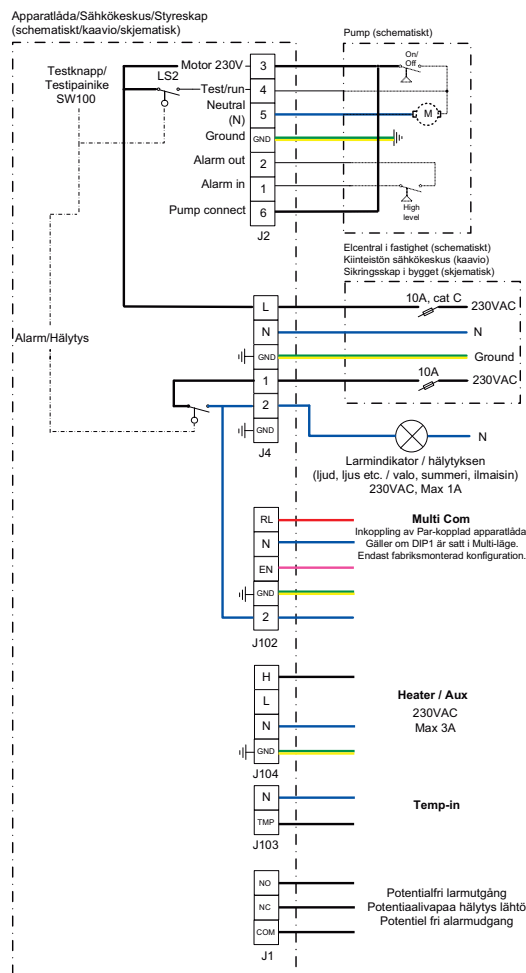 Apparatlåda/Sähkökeskus/Styreskap
(schematiskt/kaavio/skjematisk)
Pump (schematiskt)
Testknapp/
Testipainike
SW100
LS2
Motor 230V
3
Test/run
4
Neutral
(N)
5
Ground
GND
Alarm out
2
Alarm in
1
Pump connect
6
J2
On/
Off
M
High
level
Elcentral i fastighet (schematiskt)
Kiinteistön sähkökeskus (kaavio)
Sikringsskap i bygget (skjematisk)
L
10A, cat C
230VAC
N
N
GND
Ground
1
10A
230VAC
2
N
GND
J4
Alarm/Hälytys
Larmindikator / hälytyksen
(ljud, ljus etc. / valo, summeri, ilmaisin)
230VAC, Max 1A
RL
N
EN
GND
2
J102
Multi Com
Inkoppling av Par-kopplad apparatlåda
Gäller om DIP1 är satt i Multi-läge.
Endast fabriksmonterad konfiguration.
H
L
N
GND
J104
Heater / Aux
230VAC
Max 3A
N
TMP
J103
Temp-in
NO
NC
COM
J1
Potentialfri larmutgång
Potentiaalivapaa hälytys lähtö
Potentiel fri alarmudgang